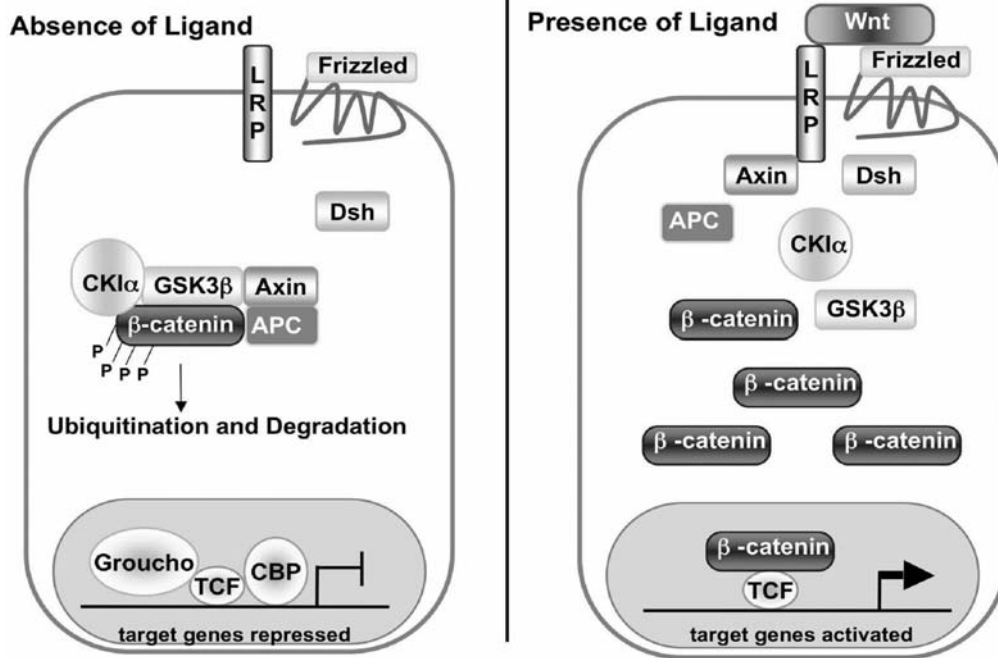 Absence of Ligand
Frizzled
LRP
Dsh
CKIα
GSK3β
Axin
β-catenin
APC
P
P
P
P
Ubiquitination and Degradation
Groucho
TCF
CBP
target genes repressed
Presence of Ligand
Wnt
Frizzled
LRP
Axin
Dsh
APC
CKIα
β -catenin
GSK3β
β -catenin
β -catenin
β -catenin
β -catenin
TCF
target genes activated